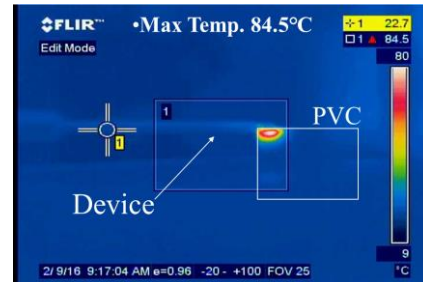 FLIR™
•Max Temp. 84.5°C
1 22.7
1 84.5
Edit Mode
80
1
PVC
1
Device
9
2/ 9/16 9:17:04 AM e=0.96 -20 - +100 FOV 25
°C